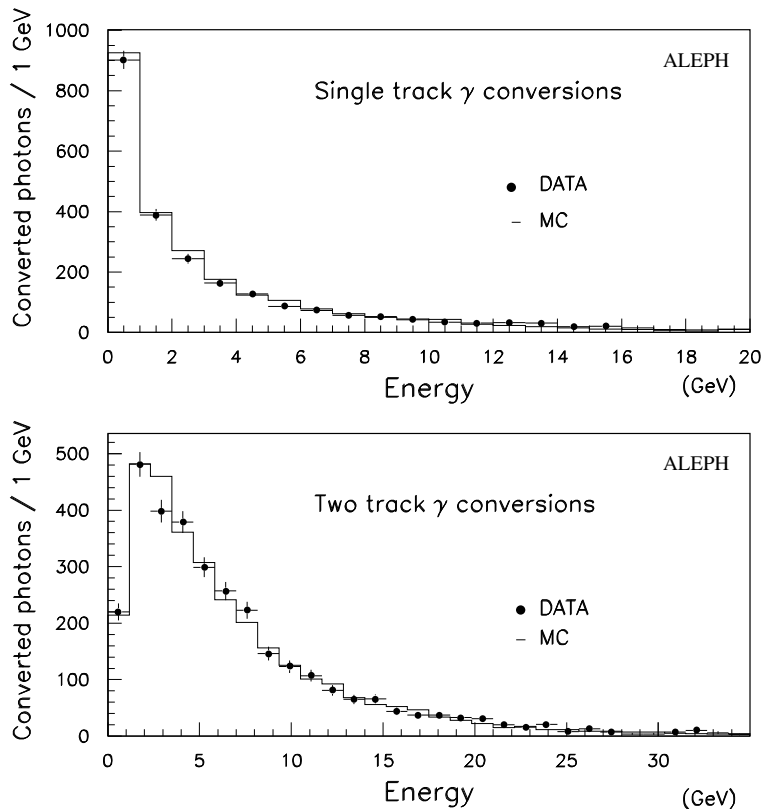 Converted photons / 1 GeV
1000
800
600
400
200
0
ALEPH
Single track γ conversions
DATA
MC
0 2 4 6 8 10 12 14 16 18 20
Energy (GeV)
Converted photons / 1 GeV
500
400
300
200
100
0
ALEPH
Two track γ conversions
DATA
MC
0 5 10 15 20 25 30
Energy (GeV)